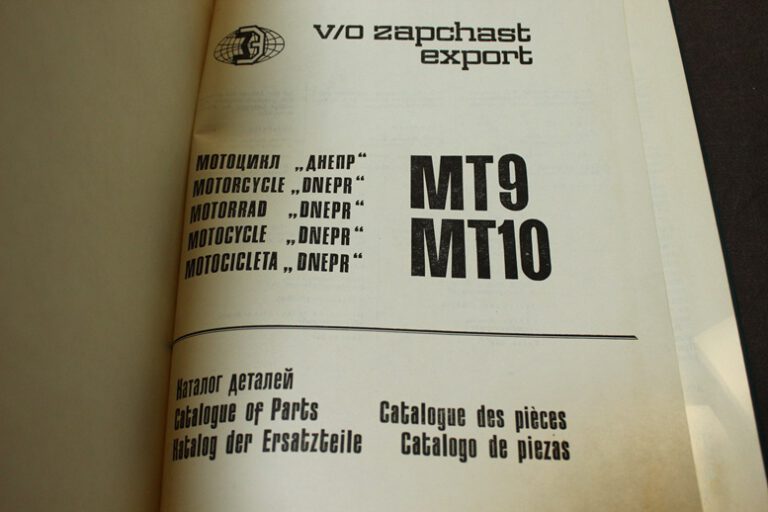 v/o zapchast
export
МОТОЦИКЛ „ДНЕПР“
MOTORCYCLE „DNEPR“
MOTORRAD „DNEPR“
MOTOCYCLE „DNEPR“
MOTOCICLETA „DNEPR“
MT9
MT10
Каталог деталей
Catalogue of Parts
Catalogue des pièces
Katalog der Ersatzteile
Catalogo de piezas